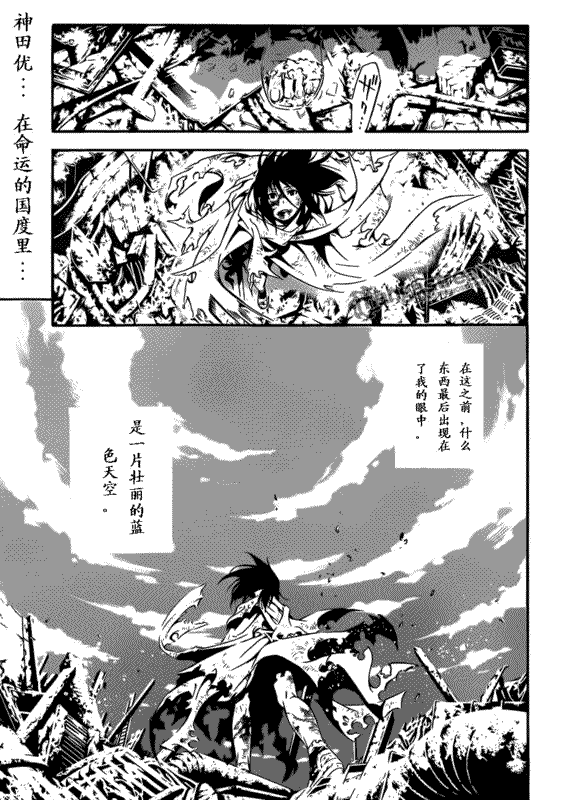 神田优… 在命运的国度里…
ザッ
在这之前，什么
东西最后出现在
了我的眼中。
是一片壮丽的蓝
色天空。